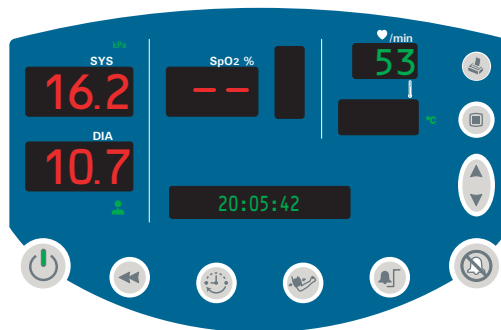 kPa
SYS
16.2
DIA
10.7
SpO2 %
--
/min
53
°C
20:05:42